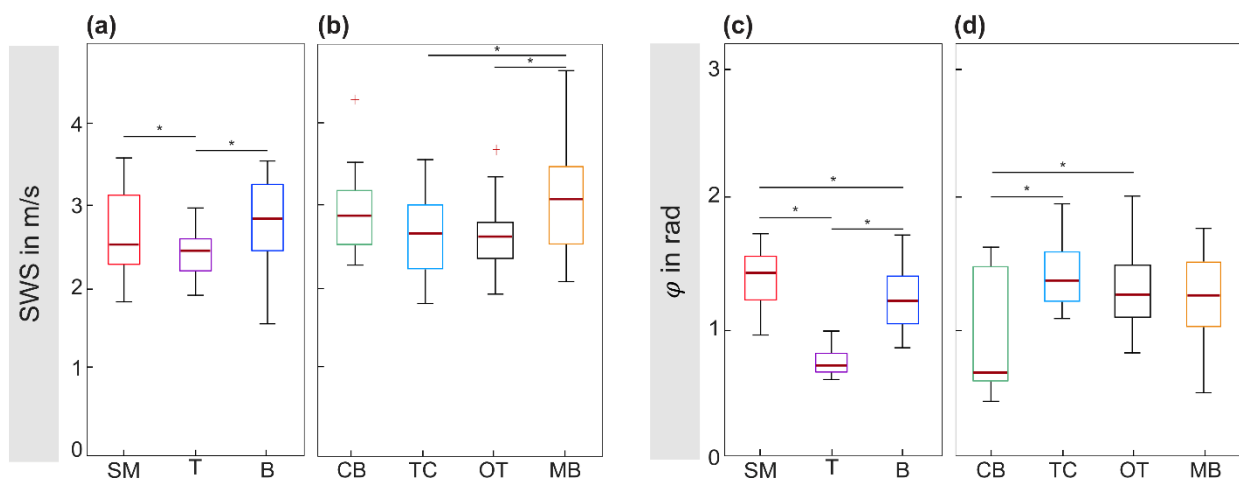 (a)
(b)
(c)
(d)
SWS in m/s
4
3
2
1
0
*
*
*
*
SM
T
B
CB
TC
OT
MB
φ in rad
3
2
1
0
*
*
*
*
*
SM
T
B
CB
TC
OT
MB